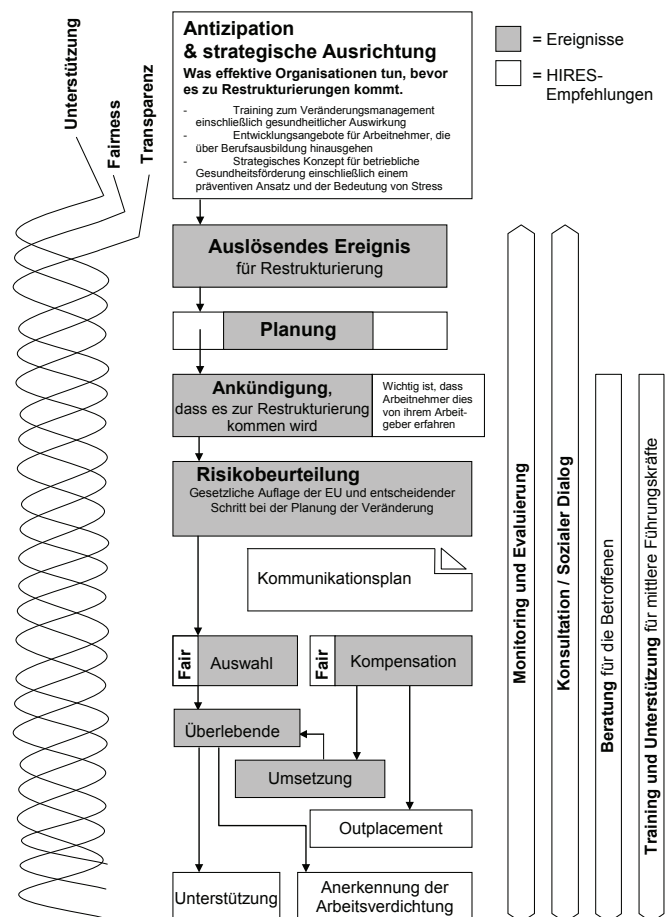 Unterstützung
Fairness
Transparenz
Antizipation
& strategische Ausrichtung
Was effektive Organisationen tun, bevor
es zu Restrukturierungen kommt.
- Training zum Veränderungsmanagement
einschließlich gesundheitlicher Auswirkung
- Entwicklungsangebote für Arbeitnehmer, die
über Berufsausbildung hinausgehen
- Strategisches Konzept für betriebliche
Gesundheitsförderung einschließlich einem
präventiven Ansatz und der Bedeutung von Stress
= Ereignisse
= HIRES-
Empfehlungen
Auslösendes Ereignis
für Restrukturierung
Planung
Ankündigung,
dass es zur Restrukturierung
kommen wird
Wichtig ist, dass
Arbeitnehmer dies
von ihrem Arbeit-
geber erfahren
Risikobeurteilung
Gesetzliche Auflage der EU und entscheidender
Schritt bei der Planung der Veränderung
Kommunikationsplan
Fair
Auswahl
Fair
Kompensation
Überlebende
Umsetzung
Outplacement
Unterstützung
Anerkennung der
Arbeitsverdichtung
Monitoring und Evaluierung
Konsultation / Sozialer Dialog
Beratung für die Betroffenen
Training und Unterstützung für mittlere Führungskräfte